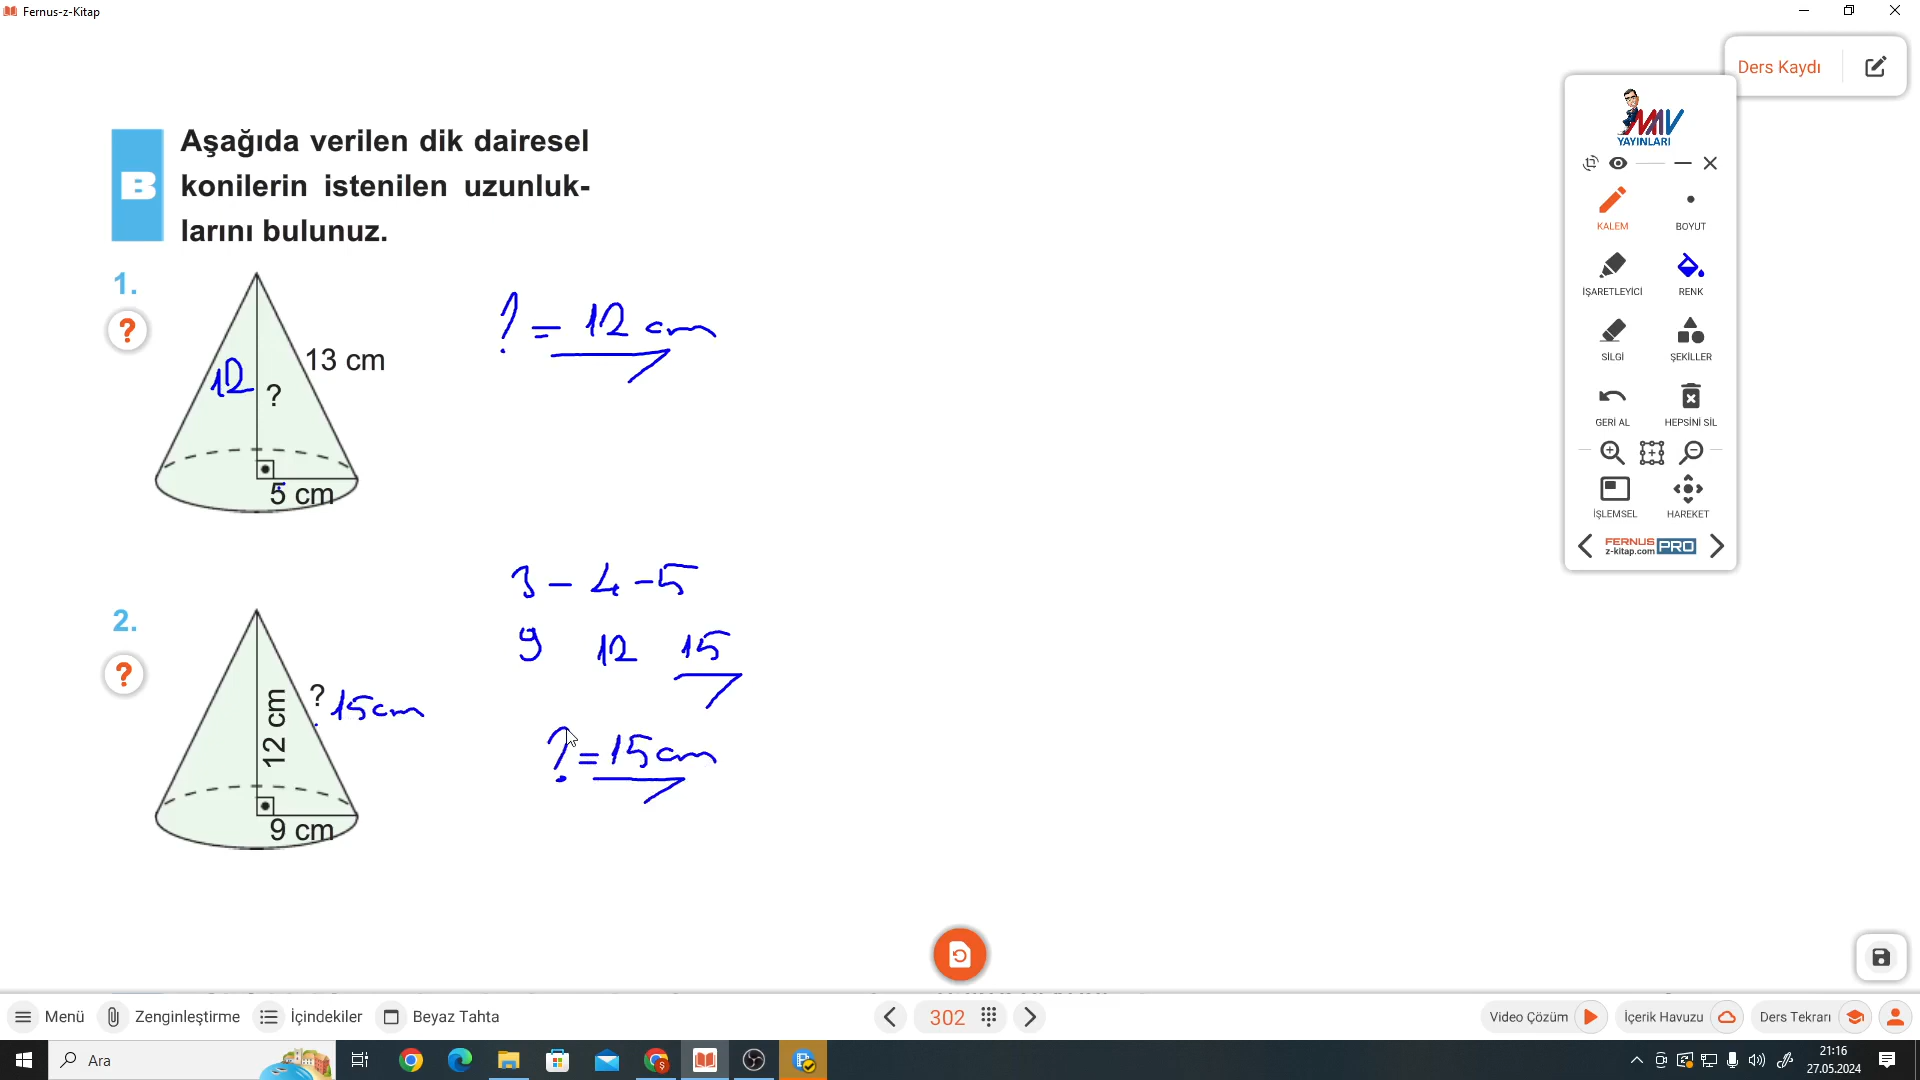 Fernus-z-Kitap
Ders Kaydı
MAV
YAYINLARI
B
Aşağıda verilen dik dairesel
konilerin istenilen uzunluk-
larını bulunuz.
KALEM
BOYUT
İŞARETLEYİCİ
RENK
SİLGİ
ŞEKİLLER
GERİ AL
HEPSİNİ SİL
İŞLEMSEL
HAREKET
FERNUS
z-kitap.com PRO
1.
?
12
?
13 cm
5 cm
? = 12 cm
2.
?
12 cm
? 15cm
9 cm
3 - 4 - 5
9 12 15
? = 15cm
Menü
Zenginleştirme
İçindekiler
Beyaz Tahta
302
Video Çözüm
İçerik Havuzu
Ders Tekrarı
Ara
21:16
27.05.2024